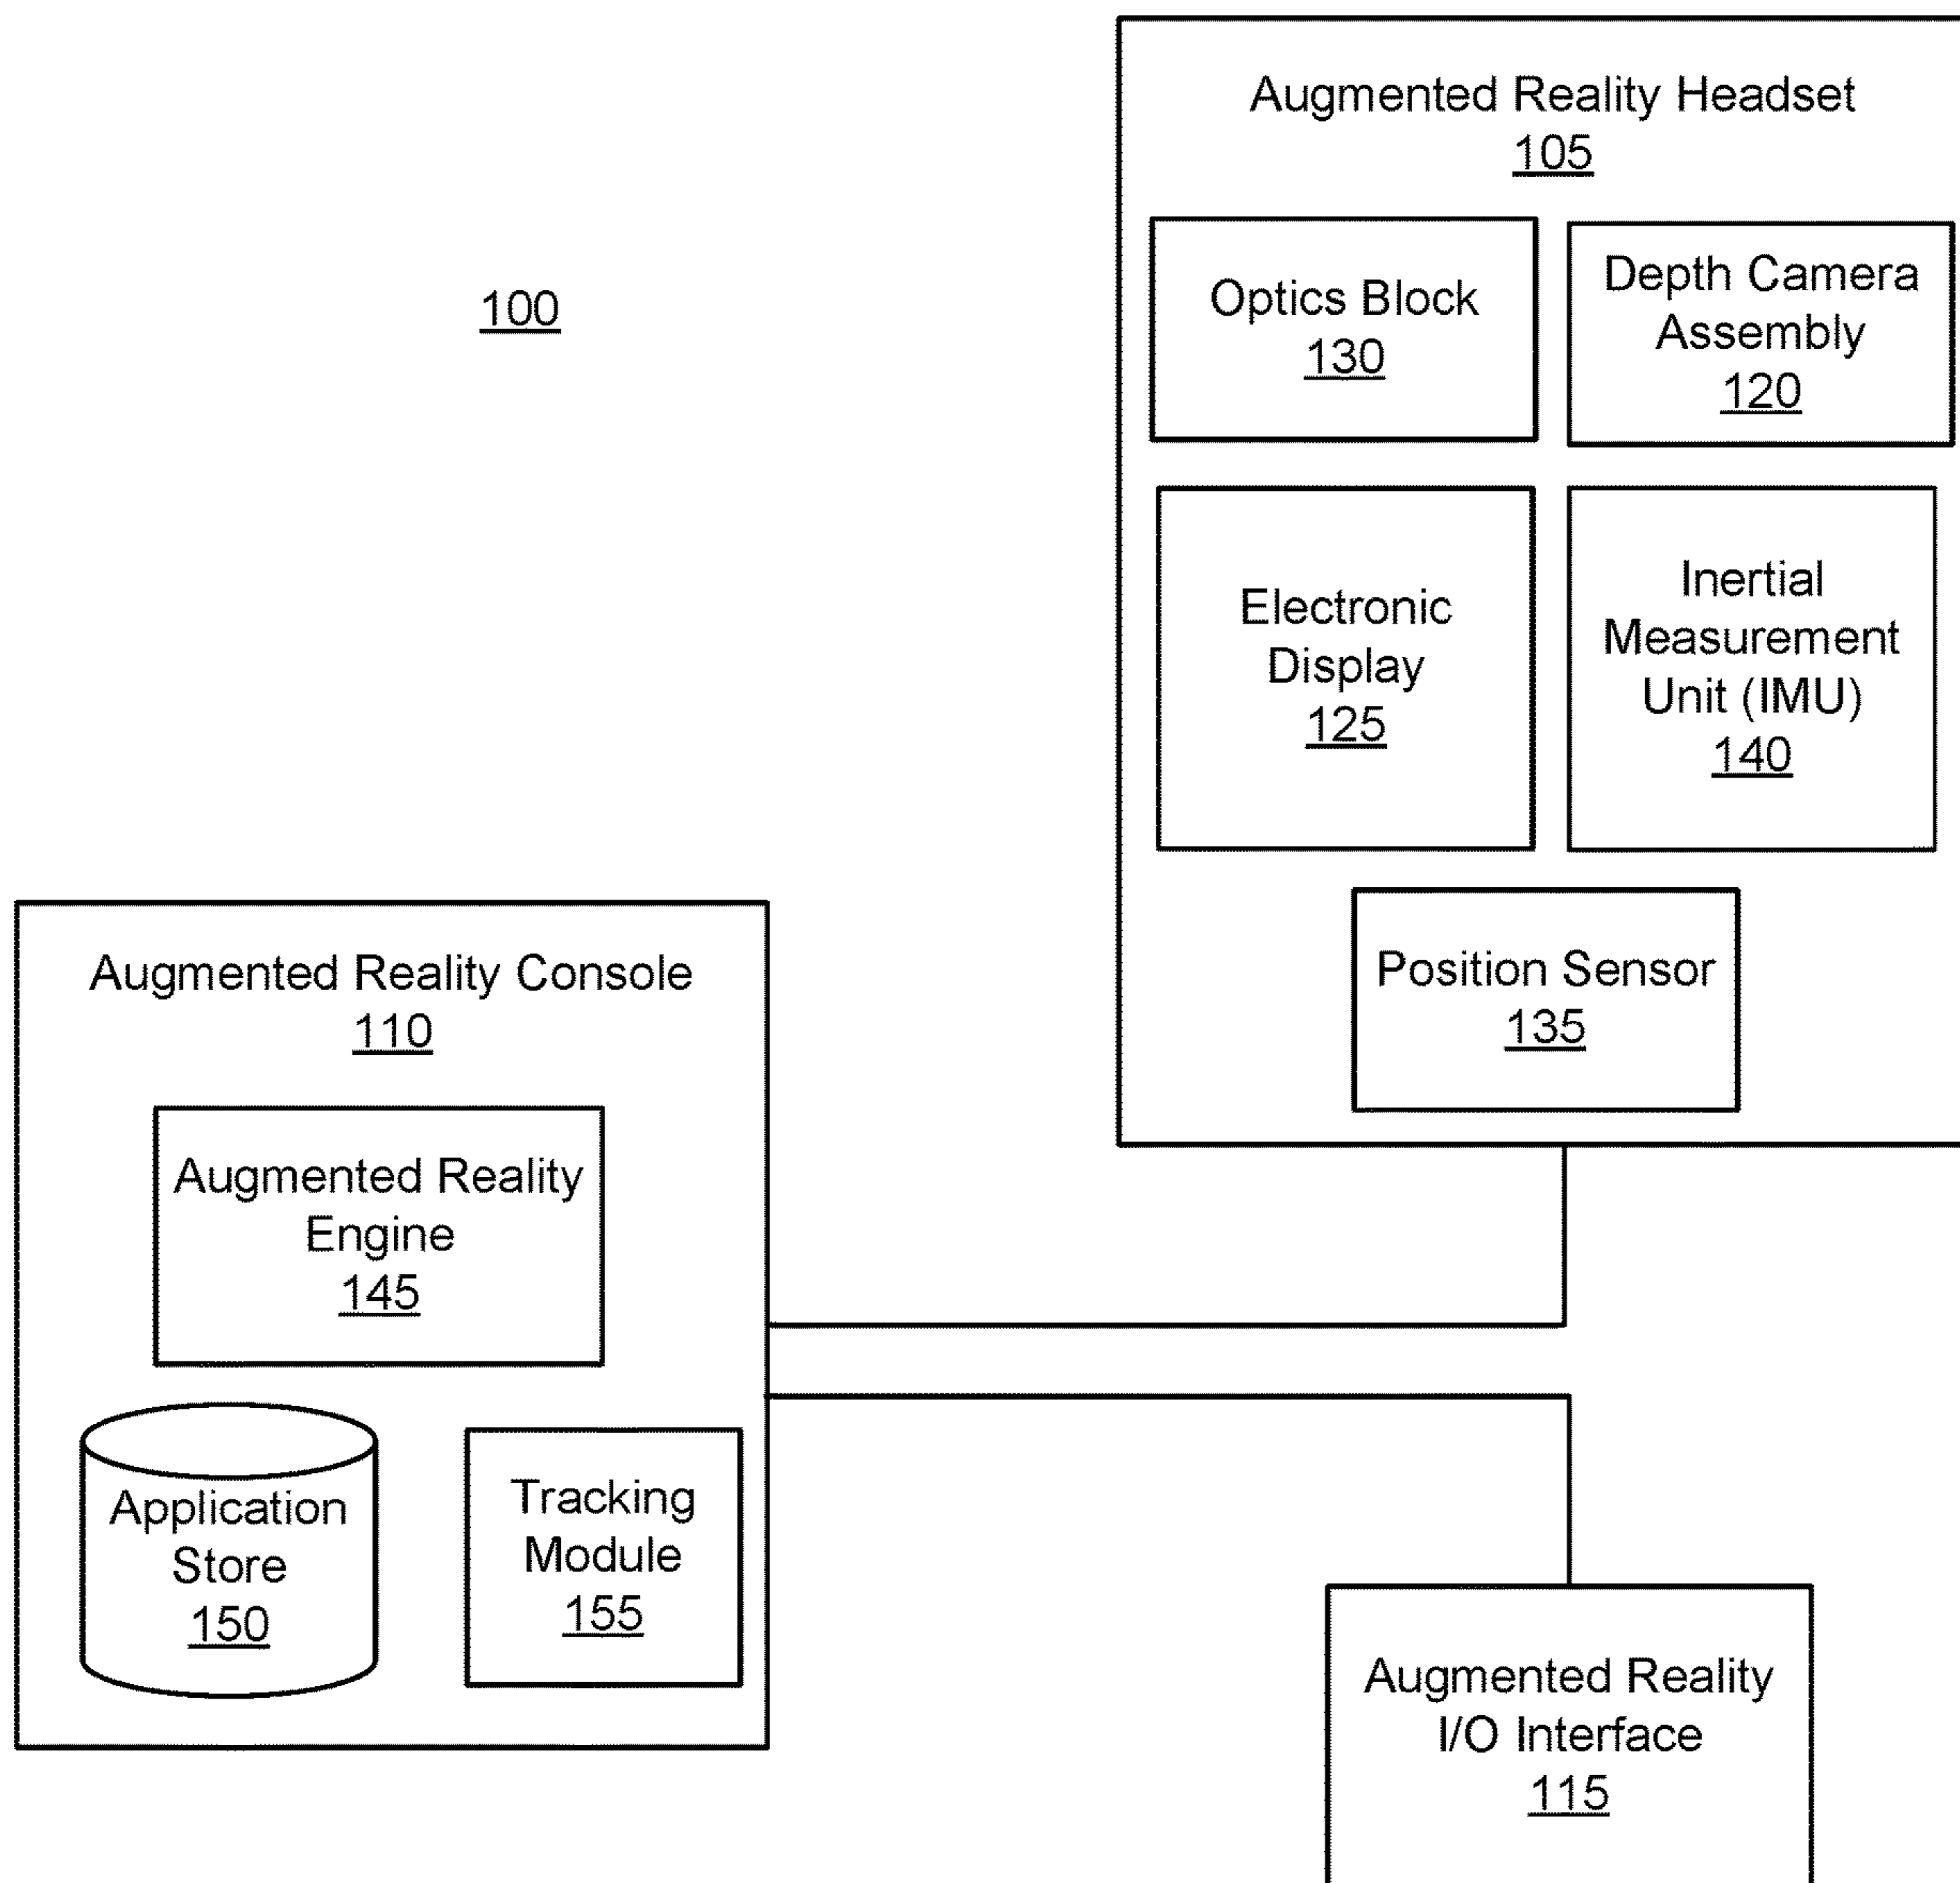 100
Augmented Reality Headset
105
Optics Block
130
Depth Camera
Assembly
120
Electronic
Display
125
Inertial
Measurement
Unit (IMU)
140
Position Sensor
135
Augmented Reality Console
110
Augmented Reality
Engine
145
Application
Store
150
Tracking
Module
155
Augmented Reality
I/O Interface
115